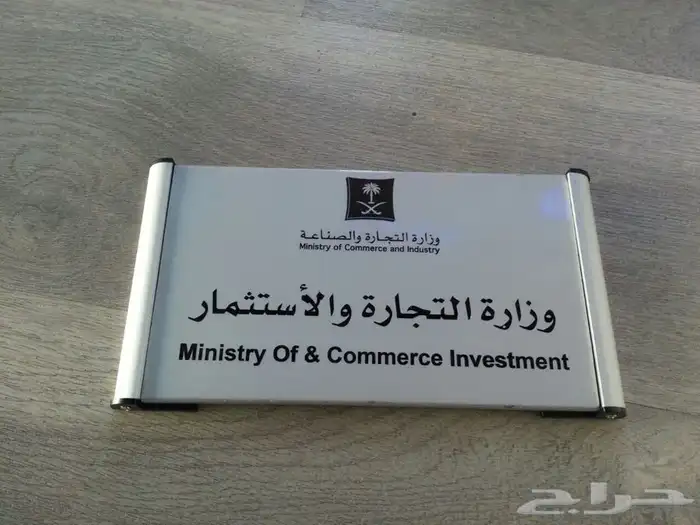 وزارة التجارة والصناعة
Ministry of Commerce and Industry
وزارة التجارة والأستثمار
Ministry Of & Commerce Investment
حراج